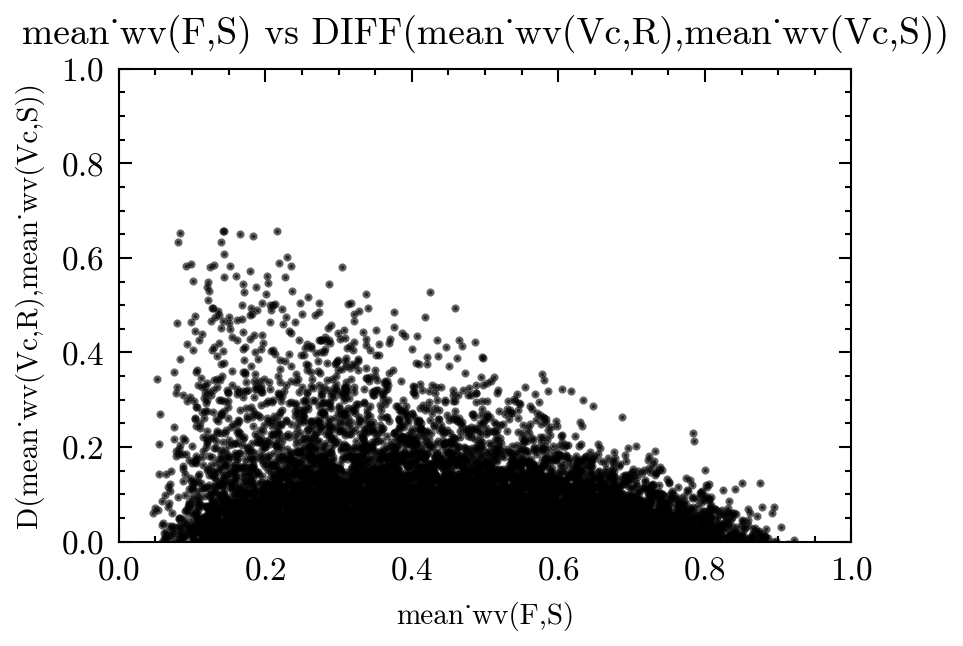 mean˙wv(F,S) vs DIFF(mean˙wv(Vc,R),mean˙wv(Vc,S))
D(mean˙wv(Vc,R),mean˙wv(Vc,S))
1.0
0.8
0.6
0.4
0.2
0.0
0.0 0.2 0.4 0.6 0.8 1.0
mean˙wv(F,S)